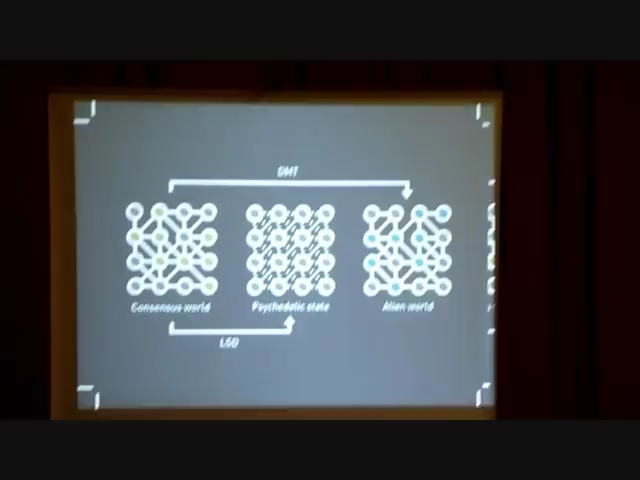 DMT
Consensus world
Psychedelic state
Alien world
LSD